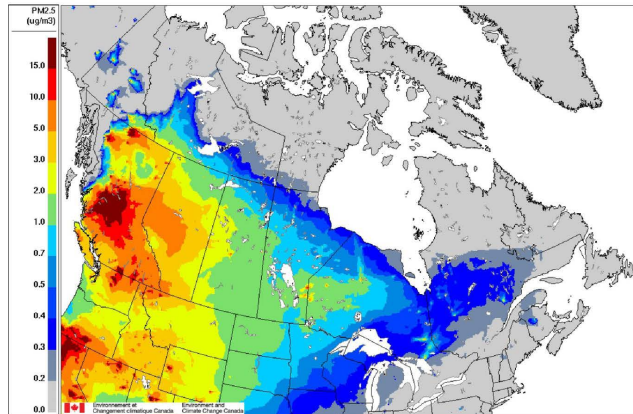 PM2.5
(ug/m3)
15.0
10.0
5.0
3.0
2.0
1.0
0.7
0.5
0.4
0.3
0.2
0.0
Environnement et
Changement climatique Canada
Environment and
Climate Change Canada